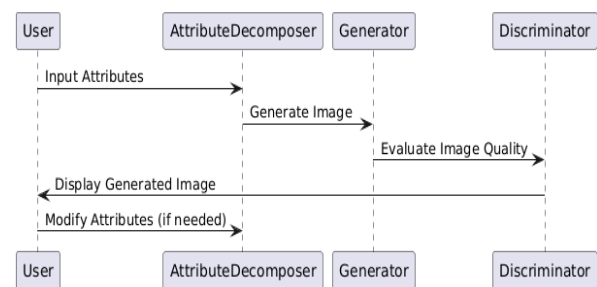 User AttributeDecomposer Generator Discriminator
Input Attributes
Generate Image
Evaluate Image Quality
Display Generated Image
Modify Attributes (if needed)
User AttributeDecomposer Generator Discriminator